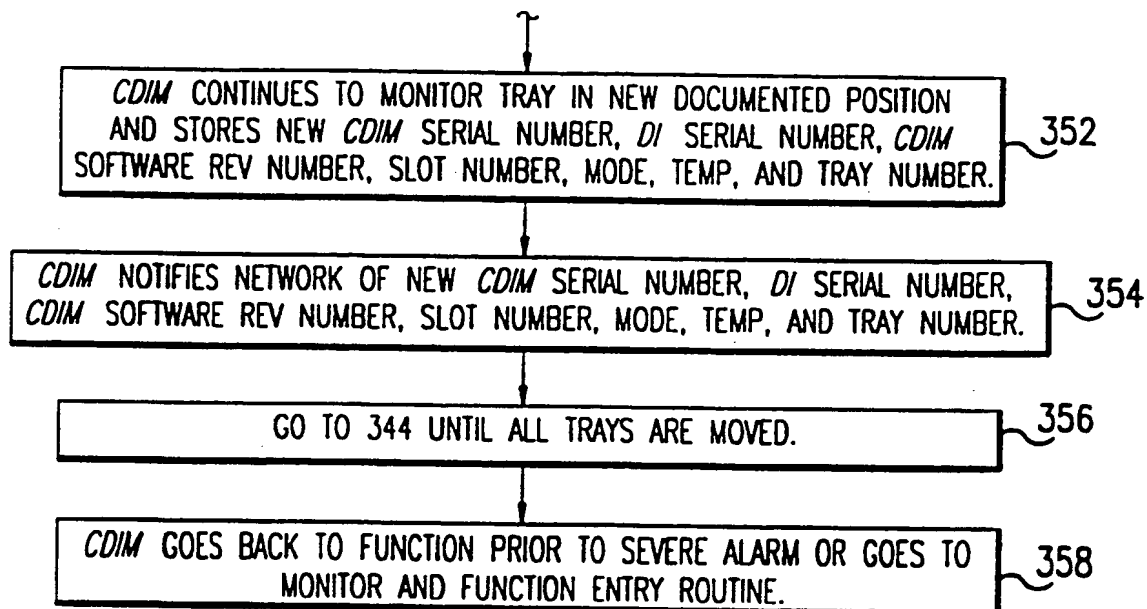 CDIM CONTINUES TO MONITOR TRAY IN NEW DOCUMENTED POSITION
AND STORES NEW CDIM SERIAL NUMBER, DI SERIAL NUMBER, CDIM
SOFTWARE REV NUMBER, SLOT NUMBER, MODE, TEMP, AND TRAY NUMBER.
352
CDIM NOTIFIES NETWORK OF NEW CDIM SERIAL NUMBER, DI SERIAL NUMBER,
CDIM SOFTWARE REV NUMBER, SLOT NUMBER, MODE, TEMP, AND TRAY NUMBER.
354
GO TO 344 UNTIL ALL TRAYS ARE MOVED.
356
CDIM GOES BACK TO FUNCTION PRIOR TO SEVERE ALARM OR GOES TO
MONITOR AND FUNCTION ENTRY ROUTINE.
358